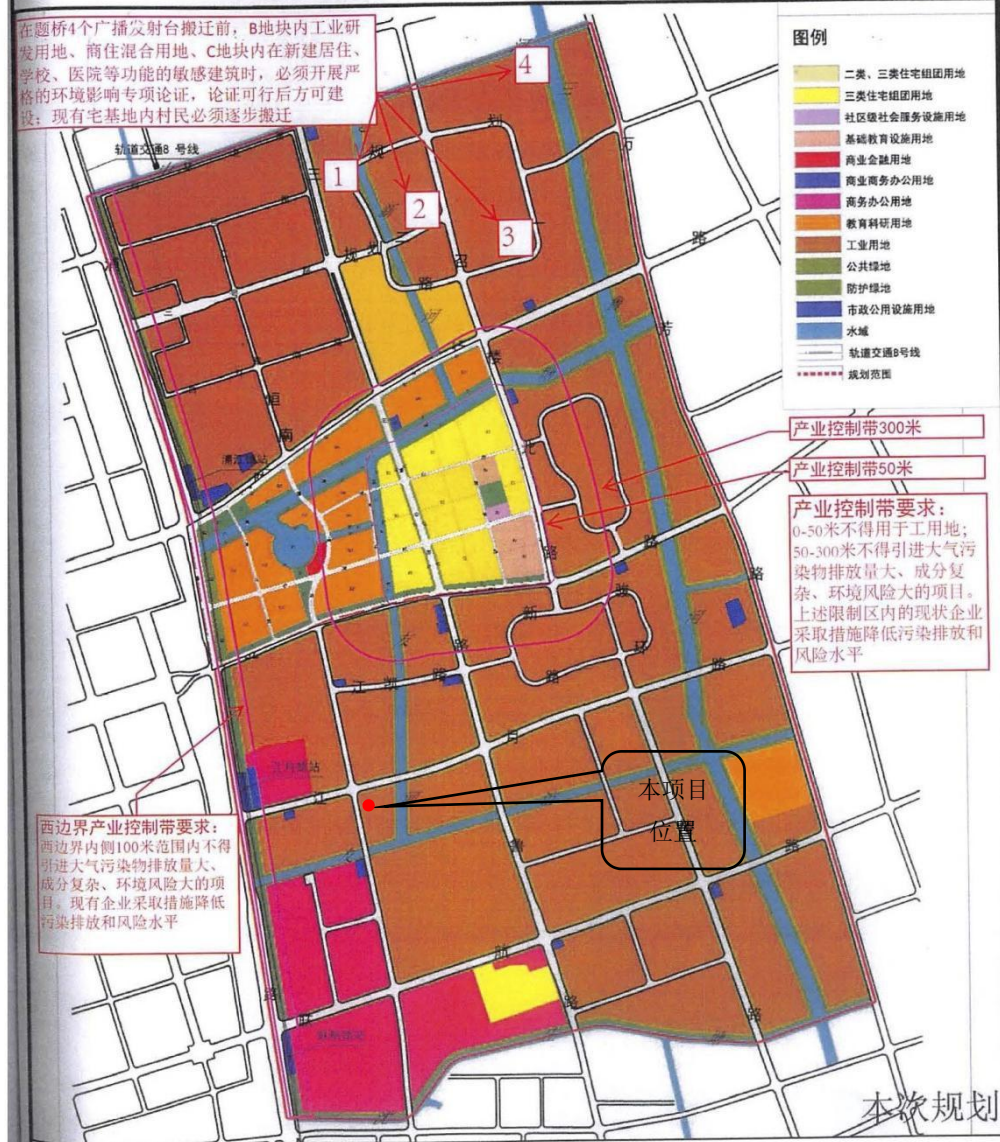 在题桥4个广播发射台搬迁前，B地块内工业研
发用地、商住混合用地、C地块内在新建居住、
学校、医院等功能的敏感建筑时，必须开展严
格的环境影响专项论证，论证可行后方可建
设；现有宅基地内村民必须逐步搬迁
轨道交通8 号线
4
1
2
3
图例
二类、三类住宅组团用地
三类住宅组团用地
社区级社会服务设施用地
基础教育设施用地
商业金融用地
商业商务办公用地
商务办公用地
教育科研用地
工业用地
公共绿地
防护绿地
市政公用设施用地
水域
轨道交通8号线
规划范围
产业控制带300米
产业控制带50米
产业控制带要求：
0-50米不得用于工用地；
50-300米不得引进大气污
染物排放量大、成分复
杂、环境风险大的项目。
上述限制区内的现状企业
采取措施降低污染排放和
风险水平
江月路站
本项目
位置
西边界产业控制带要求：
西边界内侧100米范围内不得
引进大气污染物排放量大、
成分复杂、环境风险大的项
目。现有企业采取措施降低
污染排放和风险水平
本次规划